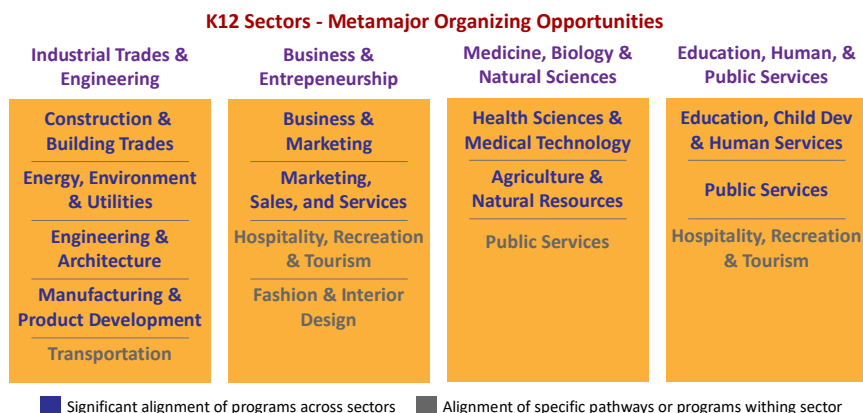 K12 Sectors - Metamajor Organizing Opportunities
Industrial Trades &
Engineering
Construction &
Building Trades
Energy, Environment
& Utilities
Engineering &
Architecture
Manufacturing &
Product Development
Transportation
Business &
Entrepeneurship
Business &
Marketing
Marketing,
Sales, and Services
Hospitality, Recreation
& Tourism
Fashion & Interior
Design
Medicine, Biology &
Natural Sciences
Health Sciences &
Medical Technology
Agriculture &
Natural Resources
Public Services
Education, Human, &
Public Services
Education, Child Dev
& Human Services
Public Services
Hospitality, Recreation
& Tourism
Significant alignment of programs across sectors
Alignment of specific pathways or programs withing sector